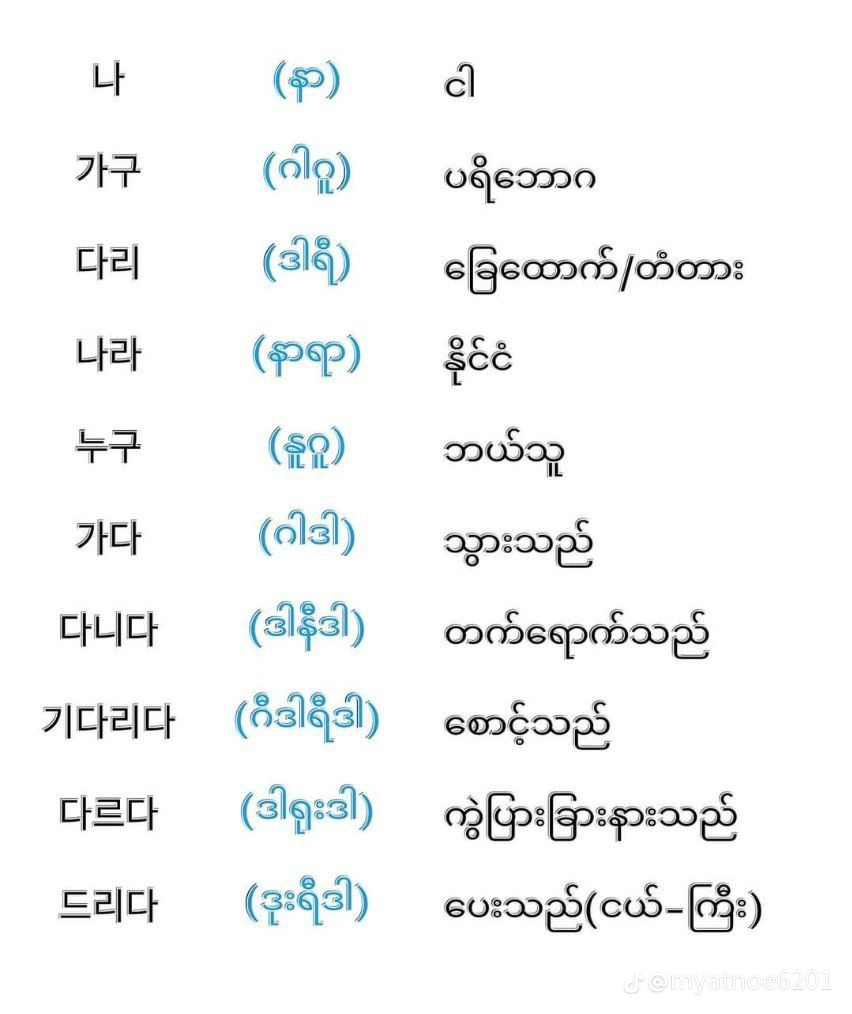 나 (နာ) ငါ
가구 (ဂါဂူ) ပရိဘောဂ
다리 (ဒါရီ) ခြေထောက်/တံတား
나라 (နာရာ) နိုင်ငံ
누구 (နူဂူ) ဘယ်သူ
가다 (ဂါဒါ) သွားသည်
다니다 (ဒါနီဒါ) တက်ရောက်သည်
기다리다 (ဂီဒါရီဒါ) စောင့်သည်
다르다 (ဒါရုးဒါ) ကွဲပြားခြားနားသည်
드리다 (ဒုးရီဒါ) ပေးသည်(ငယ်-ကြီး)
@myatnoe6201